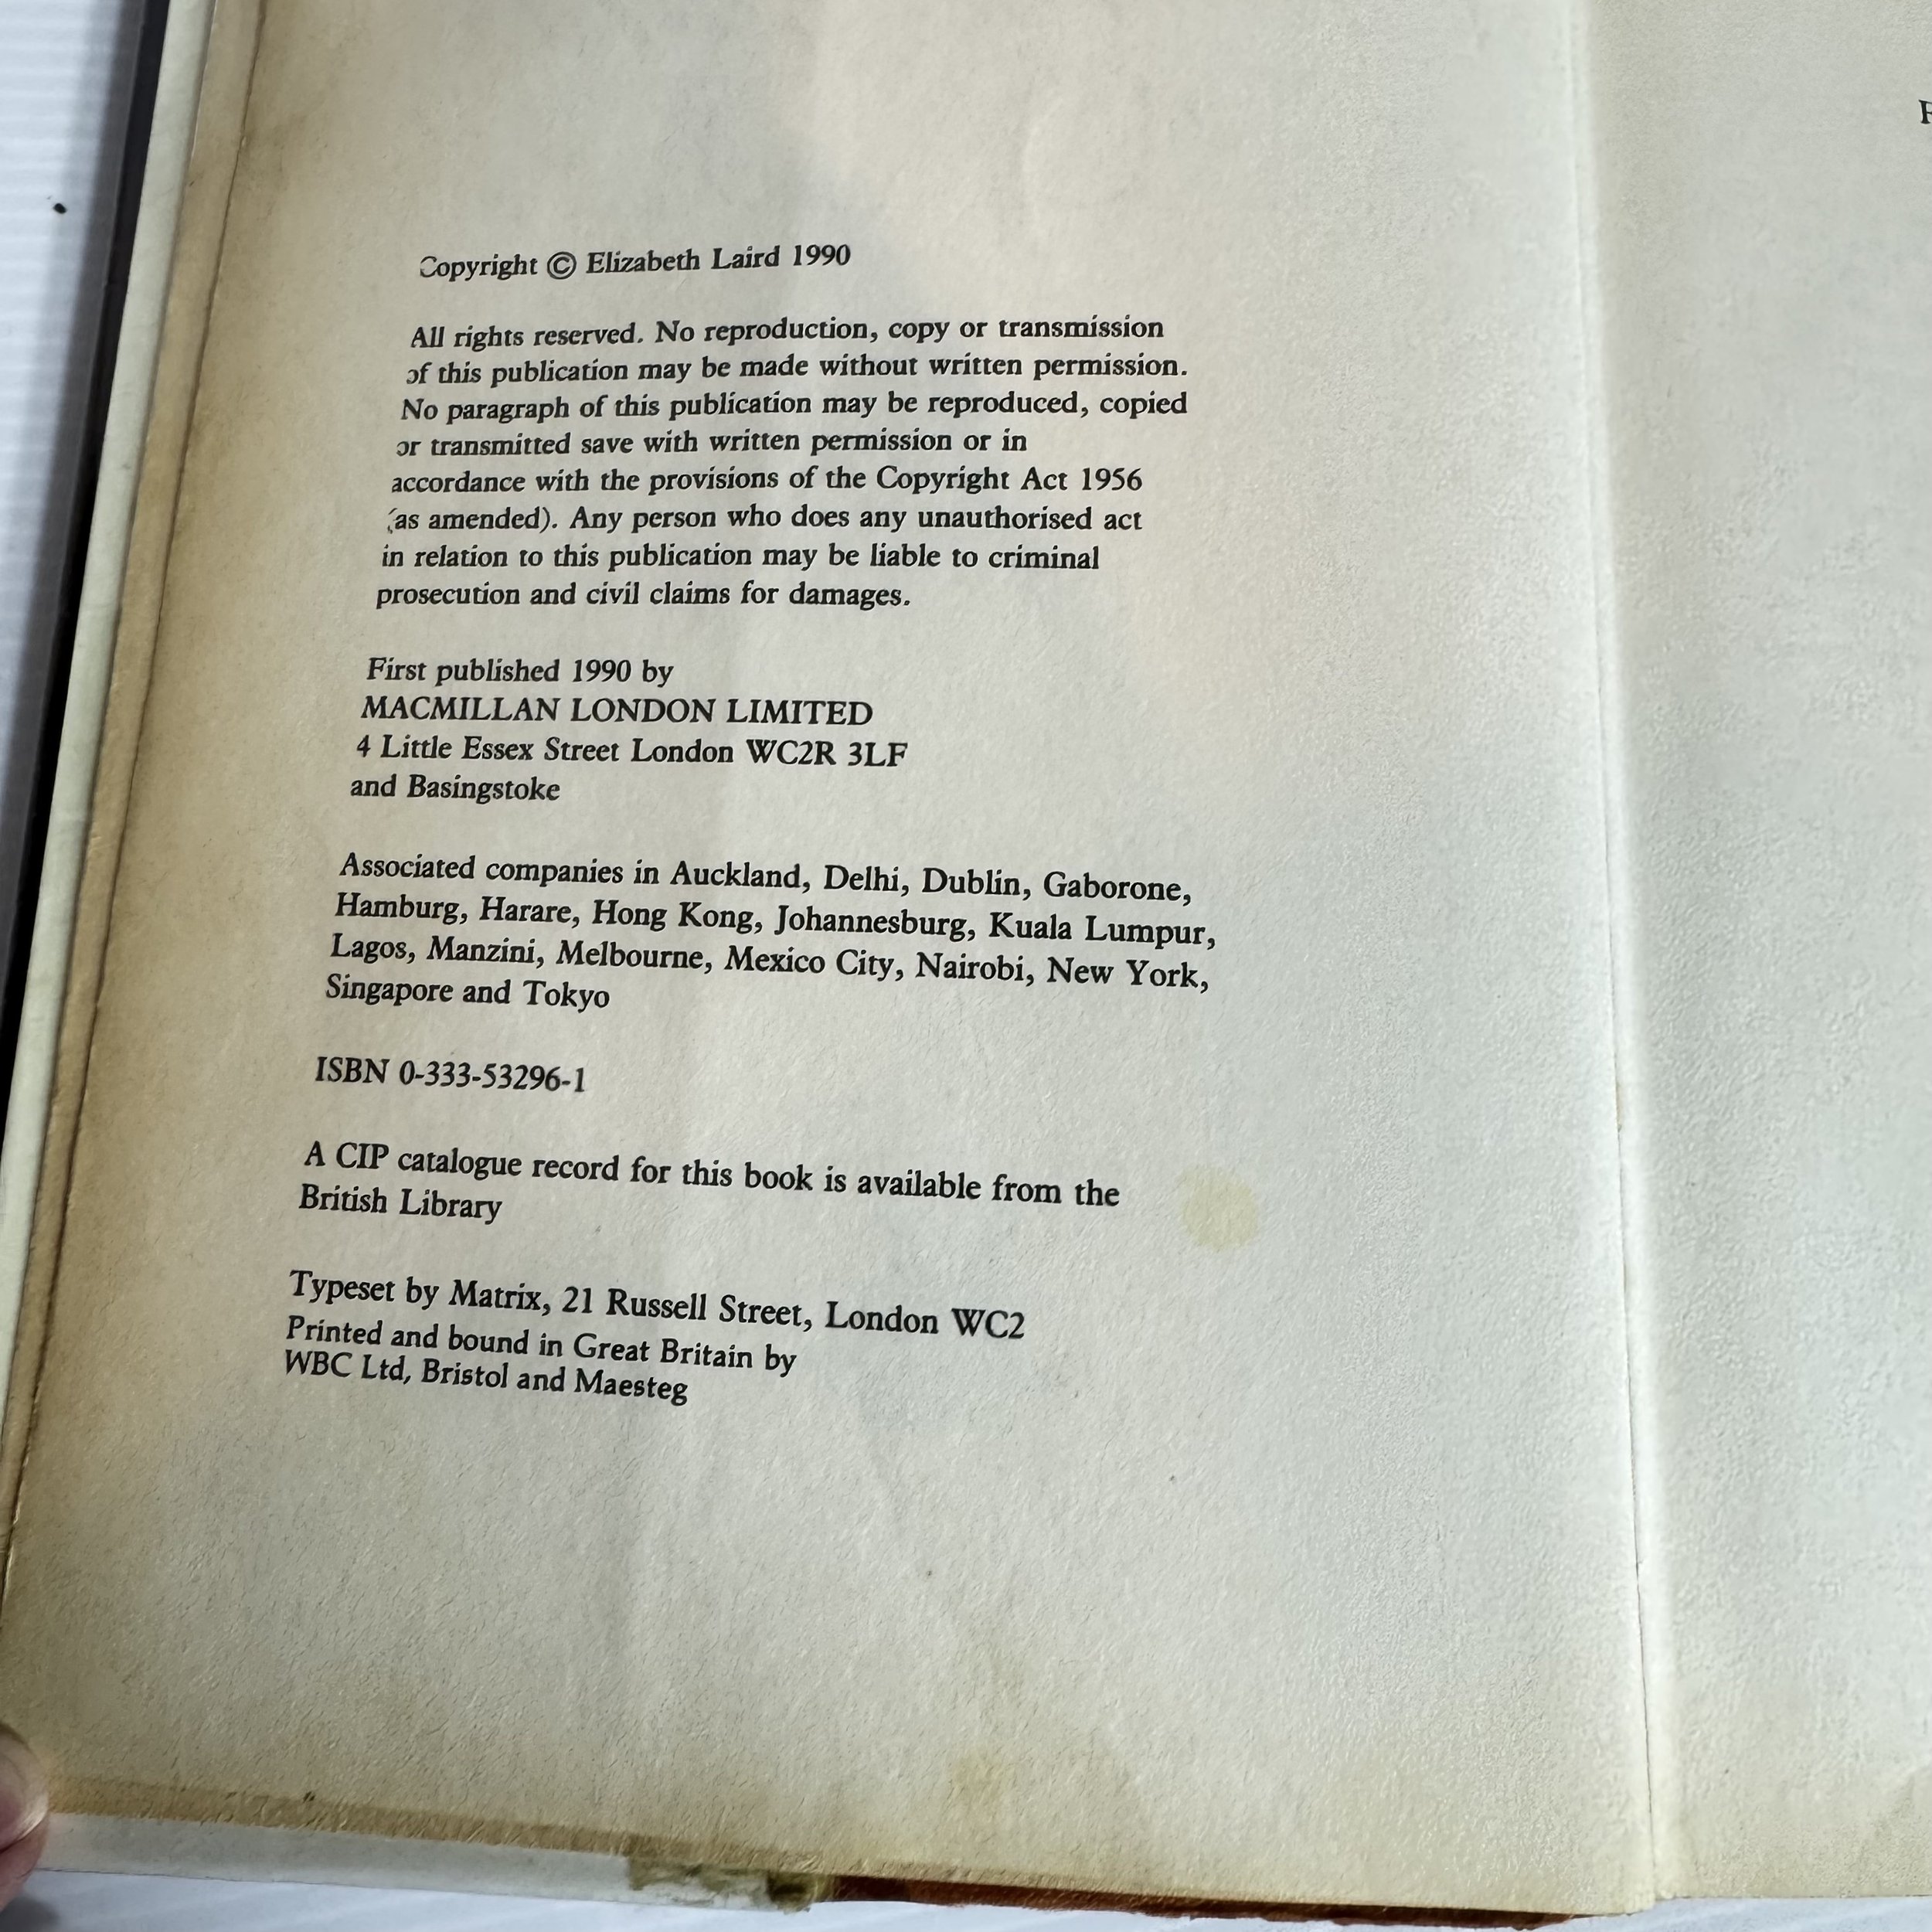 Copyright © Elizabeth Laird 1990
All rights reserved. No reproduction, copy or transmission
of this publication may be made without written permission.
No paragraph of this publication may be reproduced, copied
or transmitted save with written permission or in
accordance with the provisions of the Copyright Act 1956
(as amended). Any person who does any unauthorised act
in relation to this publication may be liable to criminal
prosecution and civil claims for damages.
First published 1990 by
MACMILLAN LONDON LIMITED
4 Little Essex Street London WC2R 3LF
and Basingstoke
Associated companies in Auckland, Delhi, Dublin, Gaborone,
Hamburg, Harare, Hong Kong, Johannesburg, Kuala Lumpur,
Lagos, Manzini, Melbourne, Mexico City, Nairobi, New York,
Singapore and Tokyo
ISBN 0-333-53296-1
A CIP catalogue record for this book is available from the
British Library
Typeset by Matrix, 21 Russell Street, London WC2
Printed and bound in Great Britain by
WBC Ltd, Bristol and Maesteg